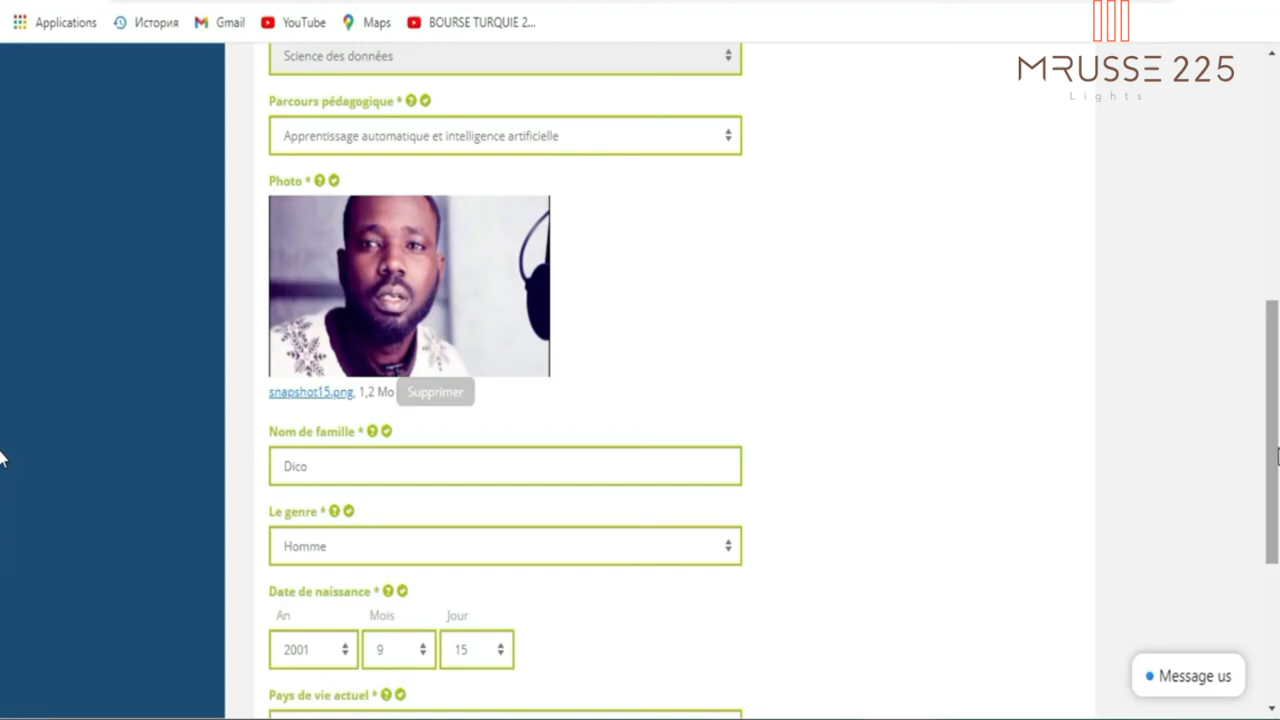 Applications История Gmail YouTube Maps BOURSE TURQUIE 2...
MRUSSE 225
Lights
Science des données
Parcours pédagogique *
Apprentissage automatique et intelligence artificielle
Photo *
snapshot15.png, 1,2 Mo Supprimer
Nom de famille *
Dico
Le genre *
Homme
Date de naissance *
An Mois Jour
2001 9 15
Pays de vie actuel *
Message us